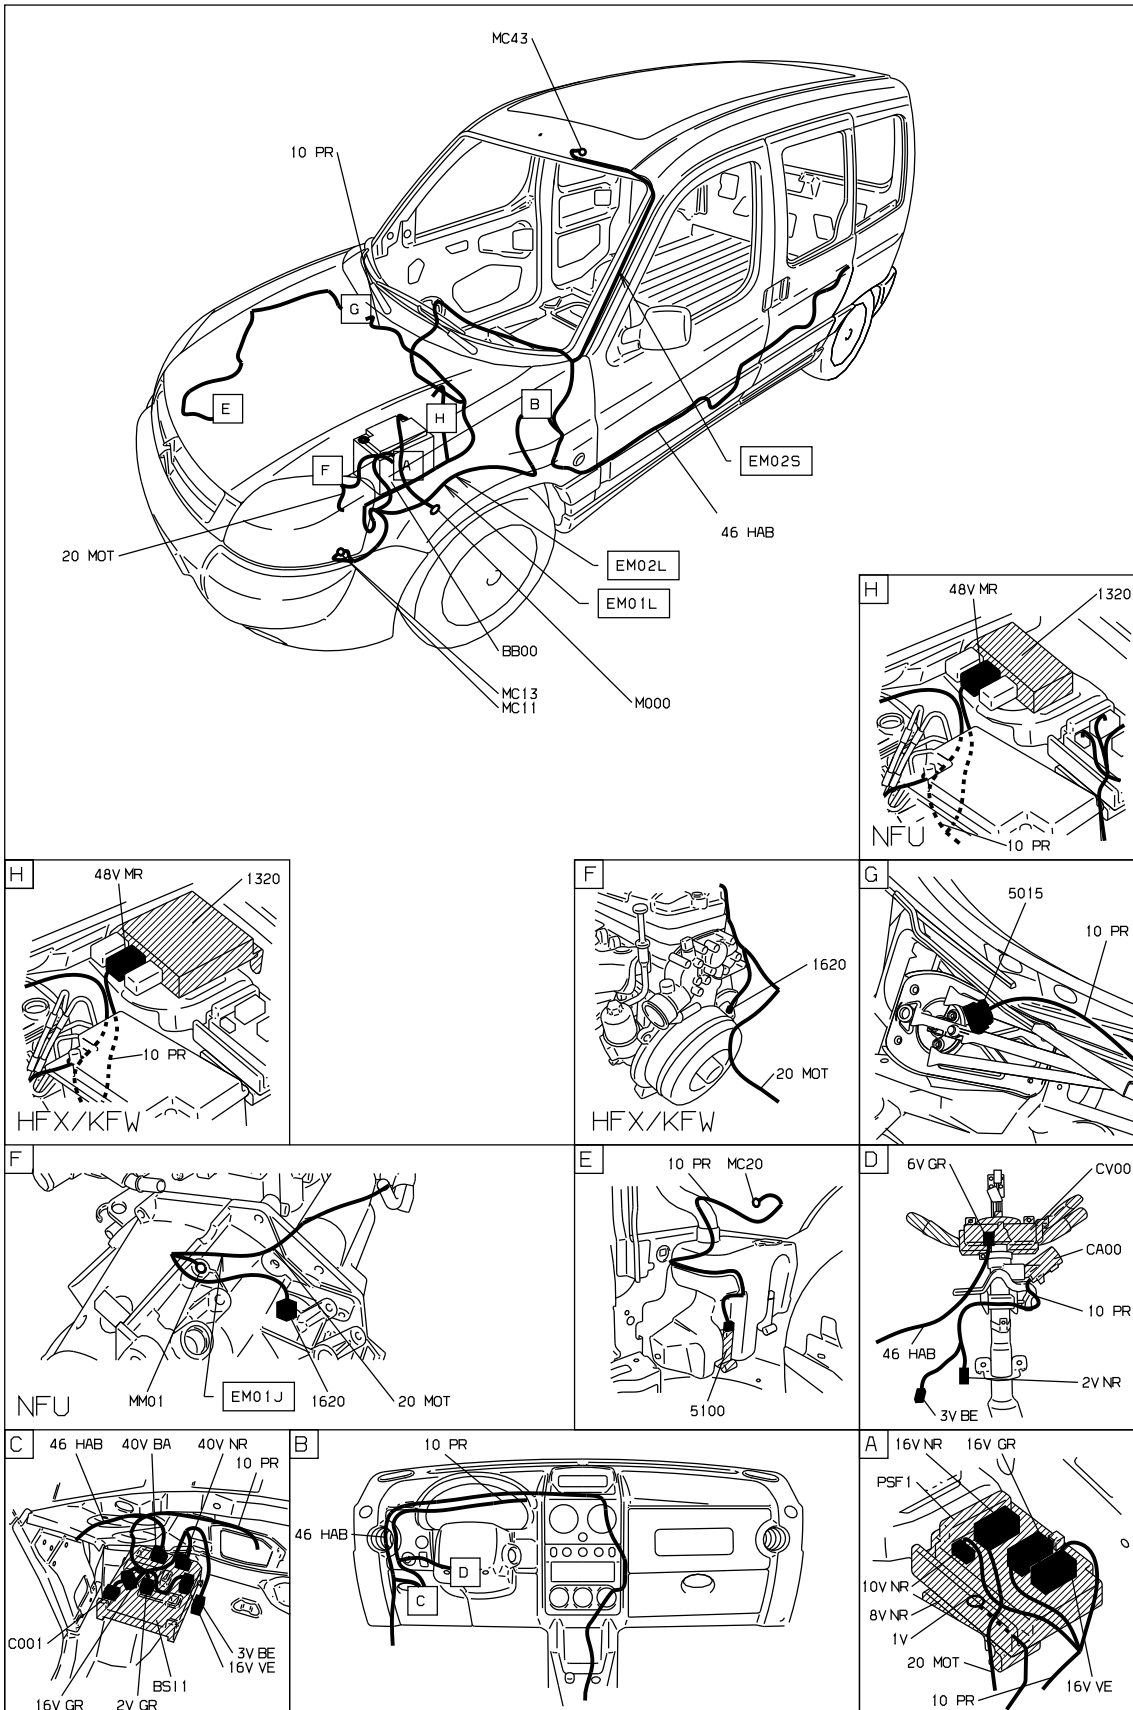 MC43
10 PR
G
E
B
H
A
F
EM02S
46 HAB
20 MOT
EM02L
EM01L
BB00
MC13
MC11
M000
H
48V MR
1320
10 PR
NFU
H
48V MR
1320
10 PR
HFX/KFW
F
1620
20 MOT
HFX/KFW
G
5015
10 PR
F
MM01
EM01J
1620
20 MOT
NFU
E
10 PR
MC20
5100
D
6V GR
CV00
CA00
10 PR
46 HAB
2V NR
3V BE
C
46 HAB
40V BA
40V NR
10 PR
C001
3V BE
16V VE
BSI1
16V GR
2V GR
B
10 PR
46 HAB
D
C
A
16V NR
16V GR
PSF1
10V NR
8V NR
1V
20 MOT
10 PR
16V VE